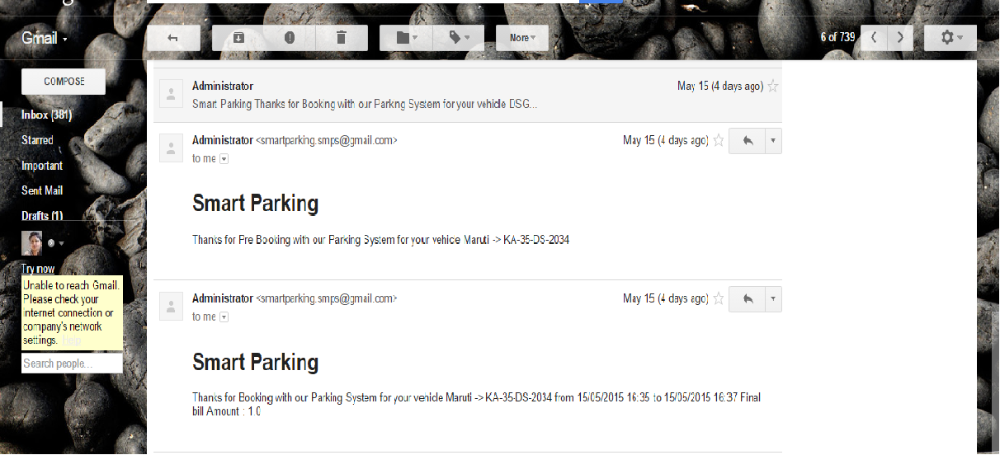 Gmail
More
6 of 739
COMPOSE
Inbox (381)
Starred
Important
Sent Mail
Drafts (1)
Try now
Unable to reach Gmail.
Please check your
Internet connection or
company's network
settings. Help
Search people...
Administrator May 15 (4 days ago)
Smart Parking Thanks for Booking with our Parking System for your vehicle DSG...
Administrator <smartparking.smps@gmail.com> May 15 (4 days ago)
to me
Smart Parking
Thanks for Pre Booking with our Parking System for your vehicle Maruti -> KA-35-DS-2034
Administrator <smartparking.smps@gmail.com> May 15 (4 days ago)
to me
Smart Parking
Thanks for Booking with our Parking System for your vehicle Maruti -> KA-35-DS-2034 from 15/05/2015 16:35 to 15/05/2015 16:37 Final
bill Amount : 1.0